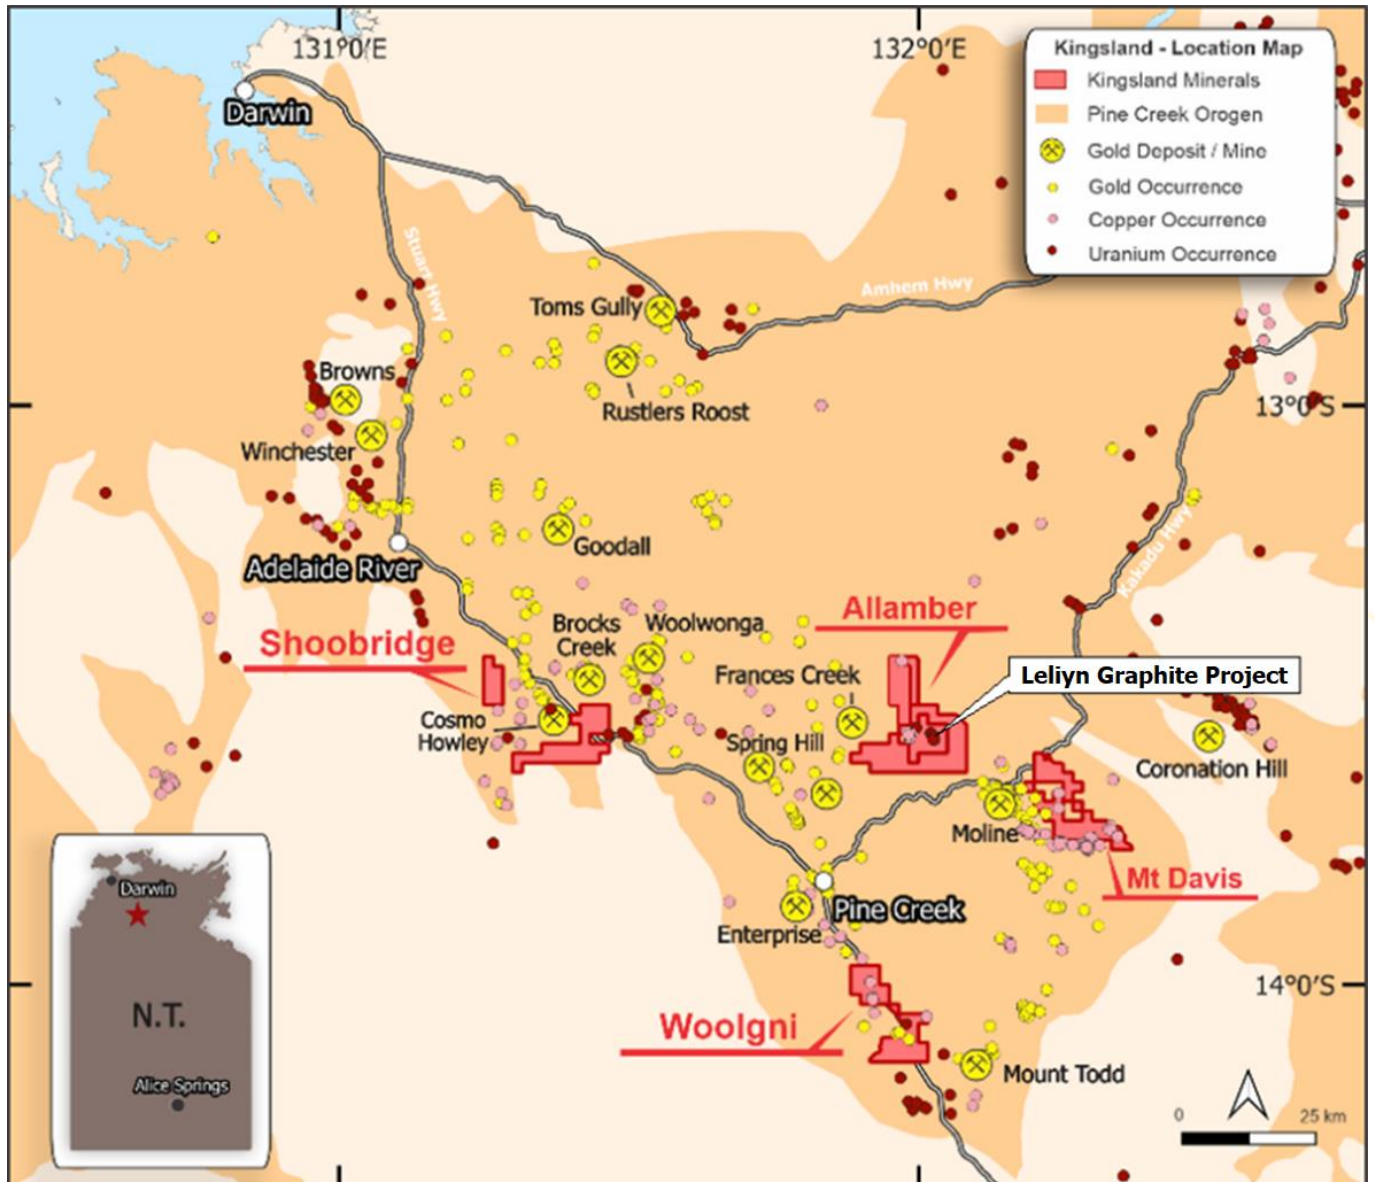 131°0'E
132°0'E
Kingsland - Location Map
Kingsland Minerals
Pine Creek Orogen
Gold Deposit / Mine
Gold Occurrence
Copper Occurrence
Uranium Occurrence
Darwin
Stuart Hwy
Arnhem Hwy
Toms Gully
Browns
Rustlers Roost
13°0'S
Winchester
Goodall
Adelaide River
Kakadu Hwy
Allamber
Brocks
Creek
Woolwonga
Shoobridge
Frances Creek
Leliyn Graphite Project
Cosmo
Howley
Spring Hill
Coronation Hill
Moline
Mt Davis
Pine Creek
Enterprise
14°0'S
Woolgni
Mount Todd
0 25 km
Darwin
N.T.
Alice Springs